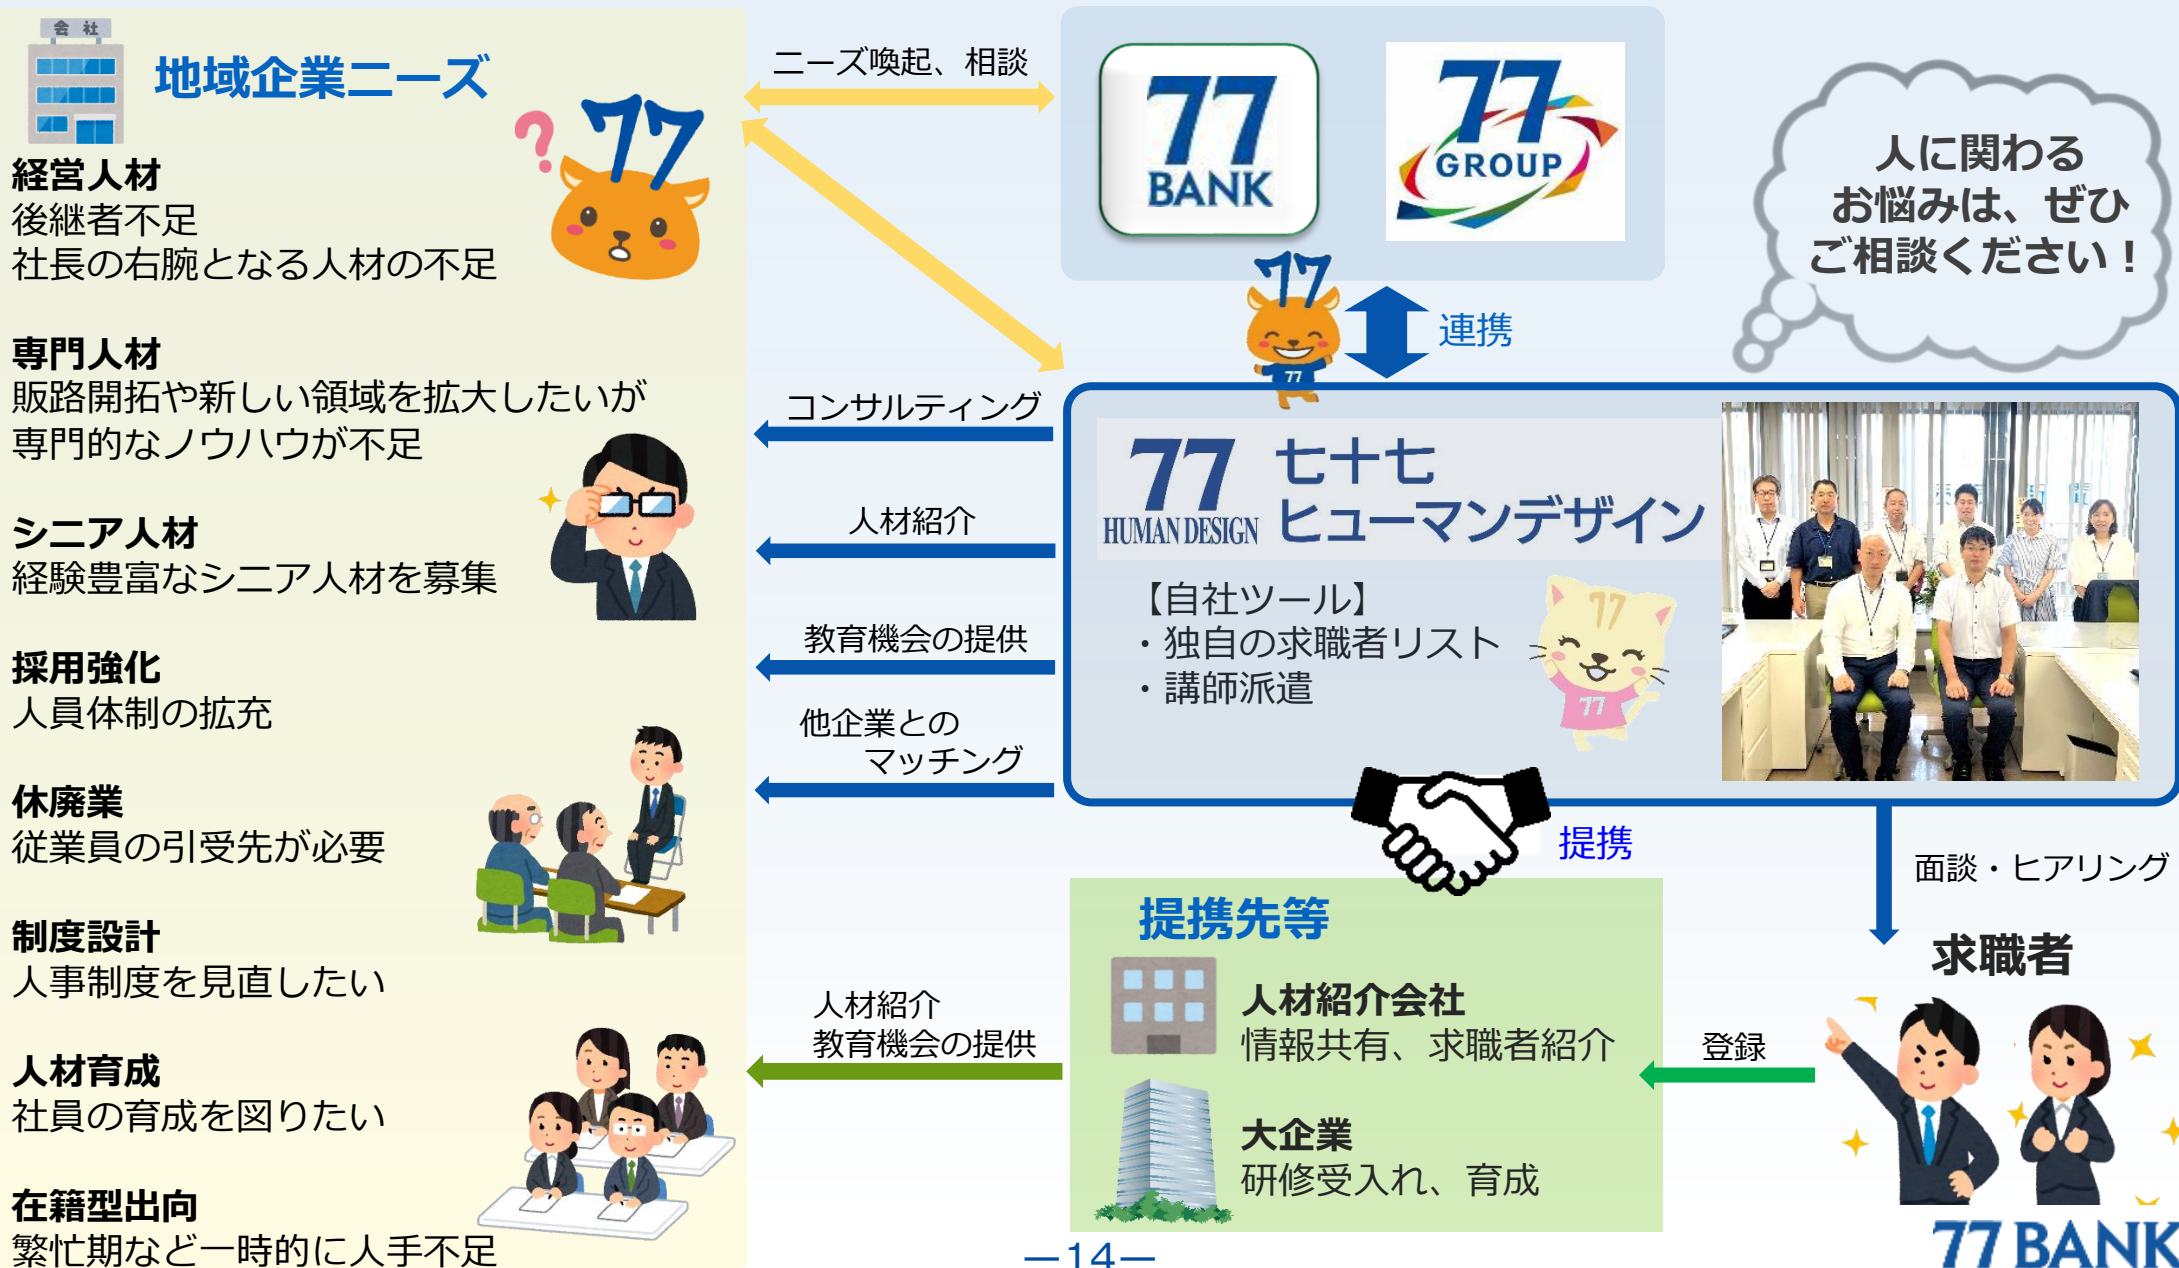 会 社
地域企業ニーズ
?
77
経営人材
後継者不足
社長の右腕となる人材の不足
専門人材
販路開拓や新しい領域を拡大したいが
専門的なノウハウが不足
シニア人材
経験豊富なシニア人材を募集
採用強化
人員体制の拡充
休廃業
従業員の引受先が必要
制度設計
人事制度を見直したい
人材育成
社員の育成を図りたい
在籍型出向
繁忙期など一時的に人手不足
ニーズ喚起、相談
77
BANK
77
GROUP
人に関わる
お悩みは、ぜひ
ご相談ください！
77
77
連携
コンサルティング
人材紹介
教育機会の提供
他企業との
マッチング
77
HUMAN DESIGN
七十七
ヒューマンデザイン
【自社ツール】
・独自の求職者リスト
・講師派遣
77
77
提携
面談・ヒアリング
提携先等
人材紹介会社
情報共有、求職者紹介
大企業
研修受入れ、育成
人材紹介
教育機会の提供
登録
求職者
77 BANK
―14―